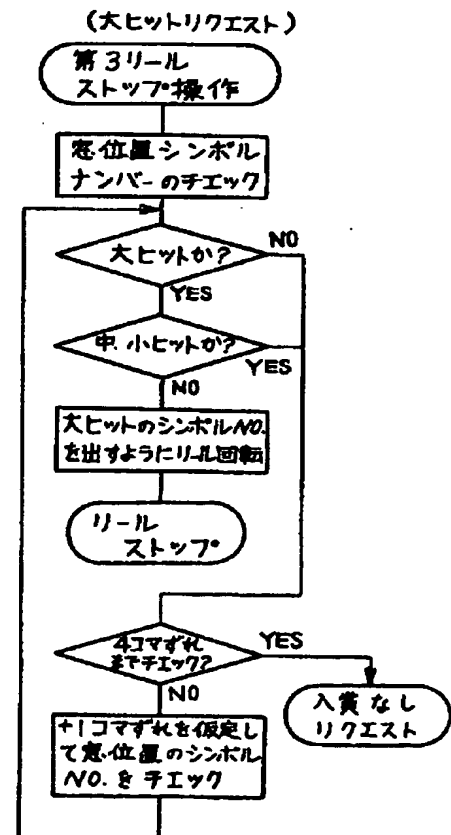 (大ヒットリクエスト)
第3リール
ストップ操作
窓位置シンボル
ナンバーのチエック
大ヒットか?
NO
YES
中.小ヒットか?
YES
NO
大ヒットのシンボルNO.
を出すようにリール回転
リール
ストップ
4コマずれ
までチエック?
YES
NO
入賞なし
リクエスト
+1コマずれを仮定し
て窓位置のシンボル
NO.をチエック